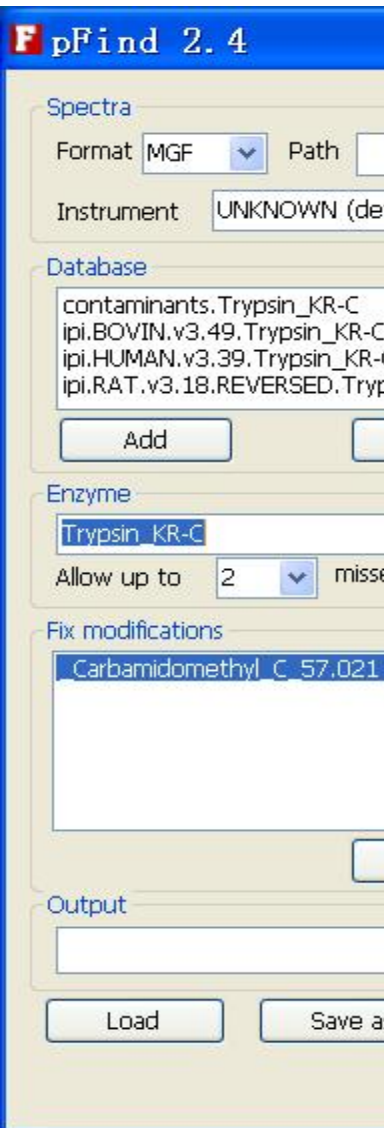 F pFind 2.4
Spectra
Format MGF Path
Instrument UNKNOWN (de
Database
contaminants.Trypsin_KR-C
ipi.BOVIN.v3.49.Trypsin_KR-C
ipi.HUMAN.v3.39.Trypsin_KR-
ipi.RAT.v3.18.REVERSED.Tryp
Add
Enzyme
Trypsin_KR-C
Allow up to 2 misse
Fix modifications
_Carbamidomethyl_C_57.021
Output
Load Save as